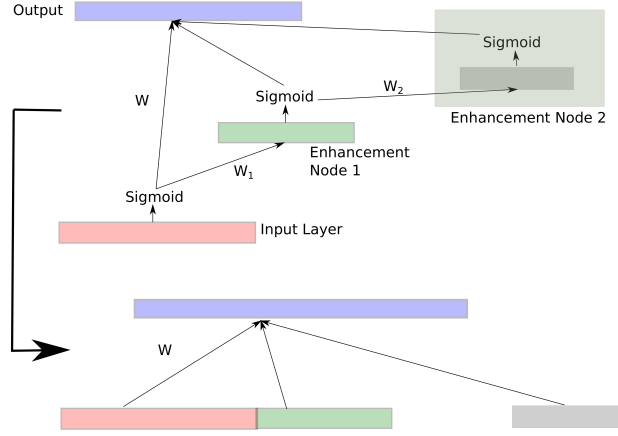 Output
Sigmoid
W
Sigmoid
W2
Enhancement Node 2
Enhancement
Node 1
W1
Sigmoid
Input Layer
W